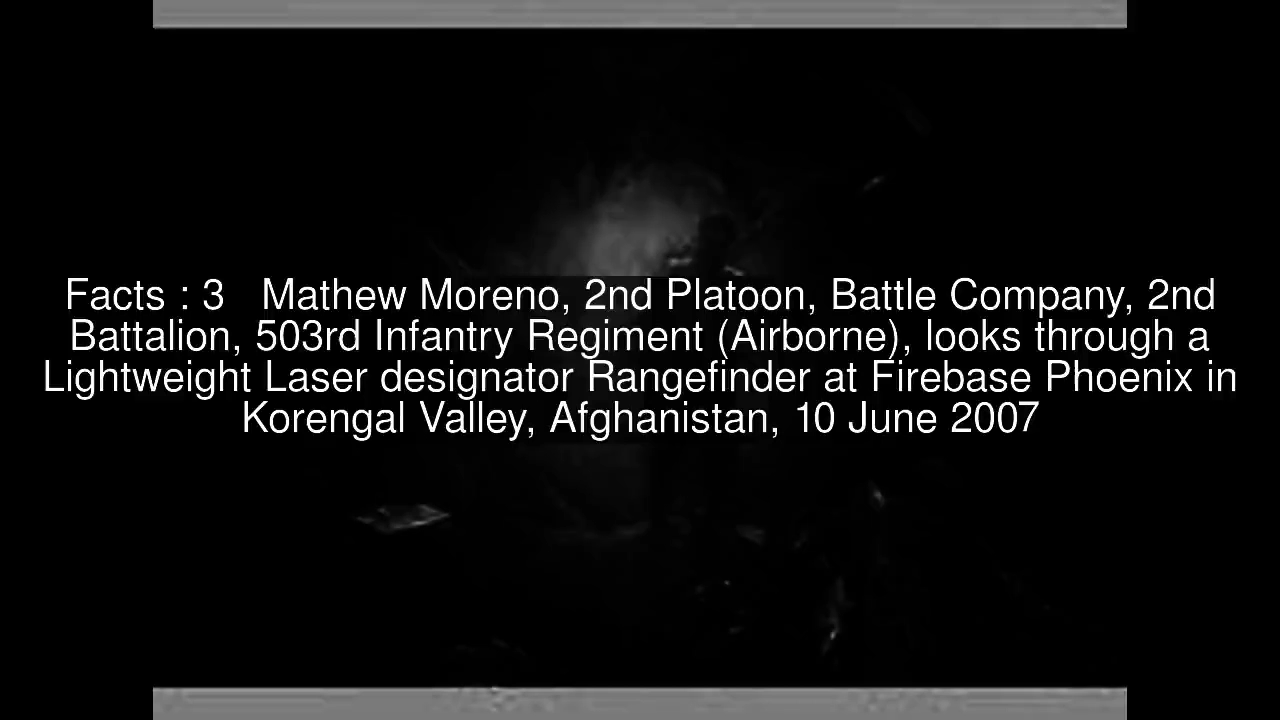 Facts : 3   Mathew Moreno, 2nd Platoon, Battle Company, 2nd
Battalion, 503rd Infantry Regiment (Airborne), looks through a
Lightweight Laser designator Rangefinder at Firebase Phoenix in
Korengal Valley, Afghanistan, 10 June 2007